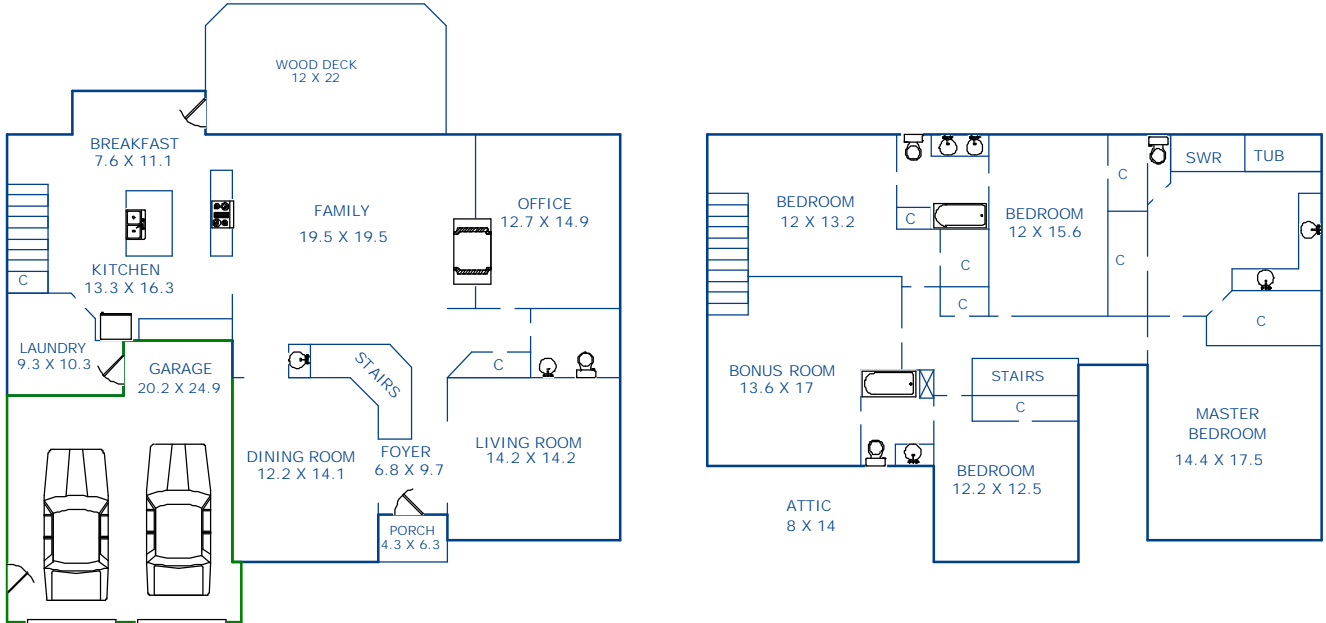 WOOD DECK
12 X 22
BREAKFAST
7.6 X 11.1
FAMILY
19.5 X 19.5
OFFICE
12.7 X 14.9
KITCHEN
13.3 X 16.3
C
LAUNDRY
9.3 X 10.3
GARAGE
20.2 X 24.9
STAIRS
C
DINING ROOM
12.2 X 14.1
FOYER
6.8 X 9.7
LIVING ROOM
14.2 X 14.2
PORCH
4.3 X 6.3
BEDROOM
12 X 13.2
C
C
C
BEDROOM
12 X 15.6
C
C
SWR
TUB
C
BONUS ROOM
13.6 X 17
STAIRS
C
MASTER
BEDROOM
14.4 X 17.5
BEDROOM
12.2 X 12.5
ATTIC
8 X 14